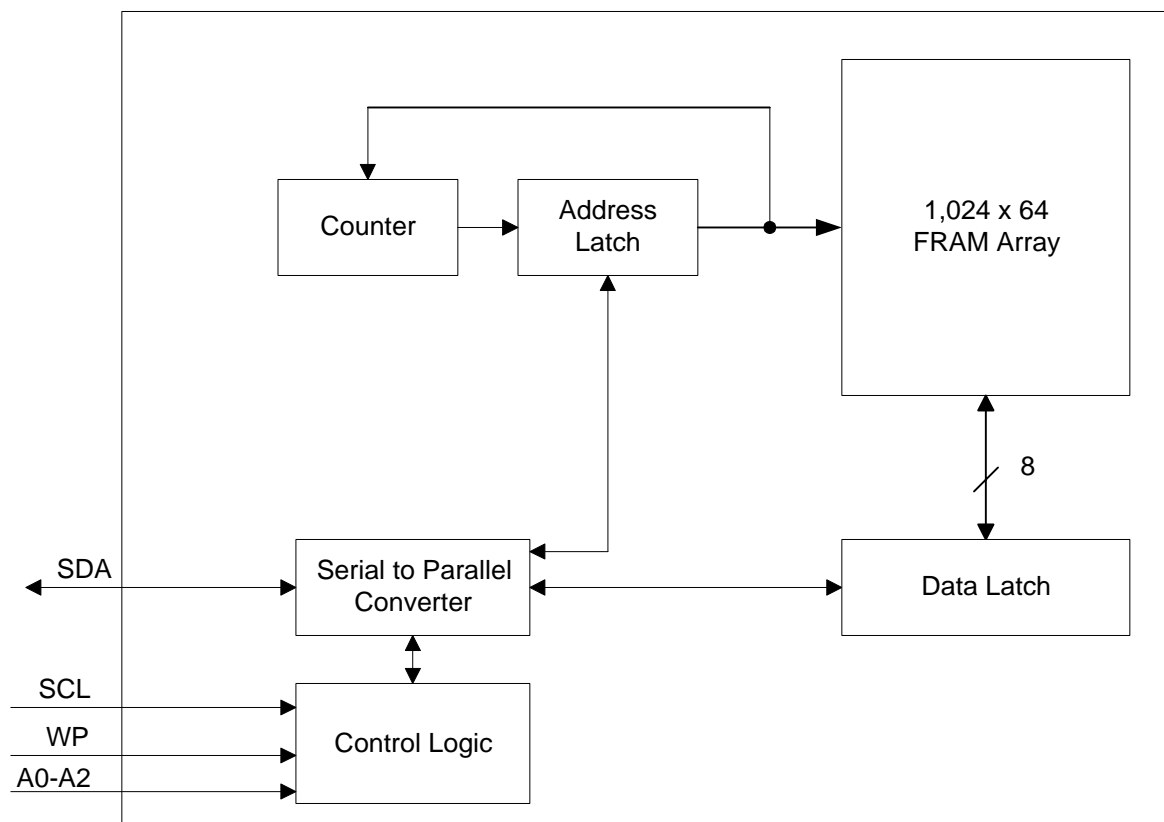 Counter
Address
Latch
1,024 x 64
FRAM Array
8
SDA
Serial to Parallel
Converter
Data Latch
SCL
WP
A0-A2
Control Logic